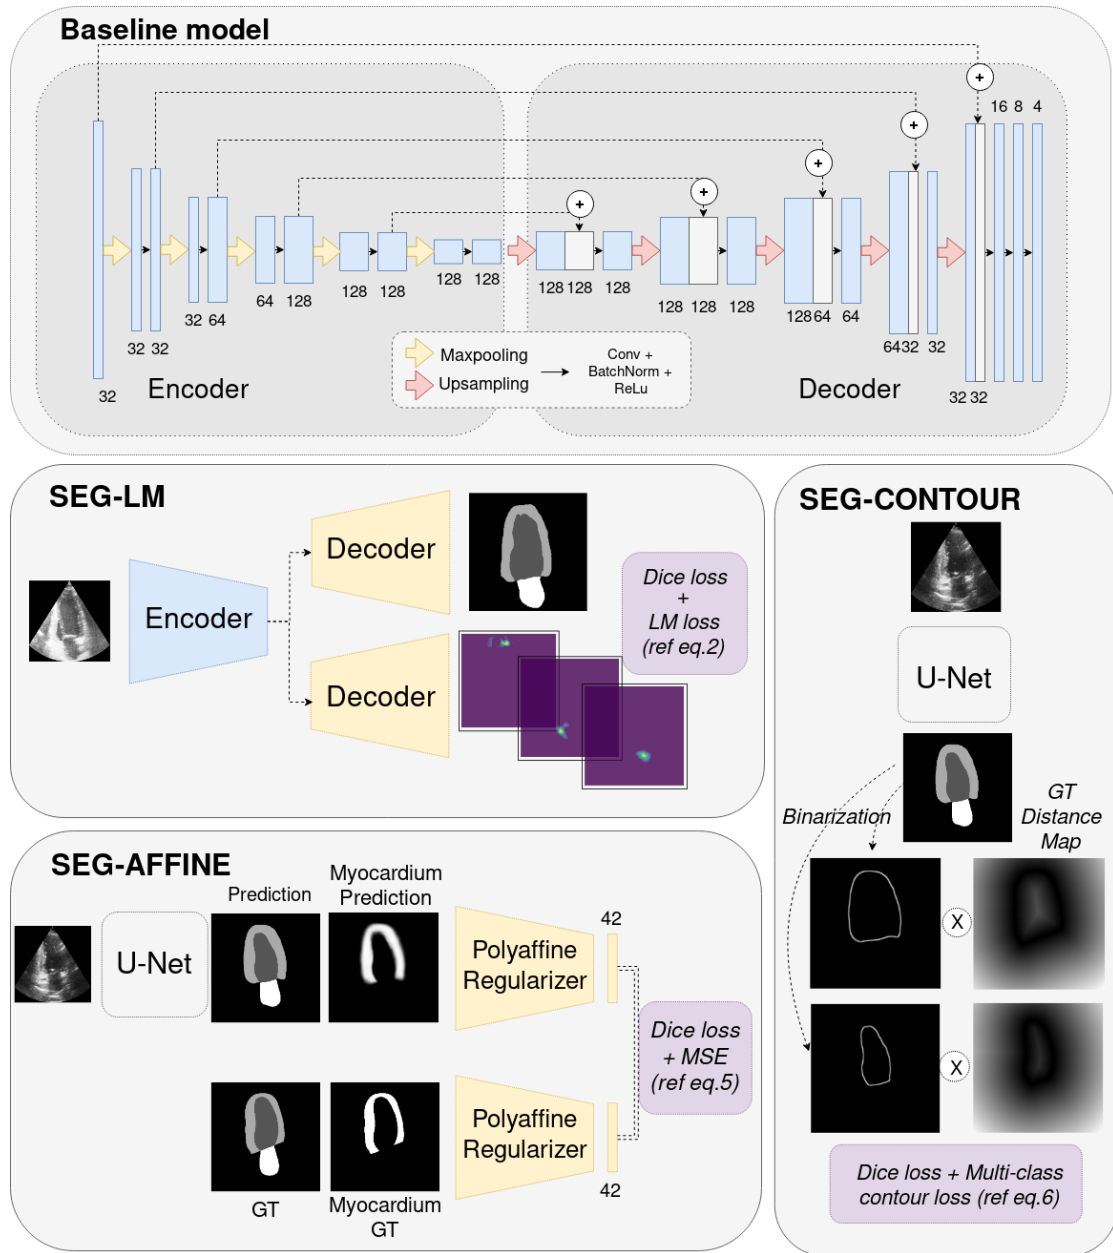 Baseline model
+
+
+
+
+
16 8 4
32
32 32
32 64
64 128
128 128
128 128
128 128 128
128 128 128
128 64 64
64 32 32
32 32
Encoder
Maxpooling
Upsampling
Conv +
BatchNorm +
ReLu
Decoder
SEG-LM
Encoder
Decoder
Decoder
Dice loss
+
LM loss
(ref eq.2)
SEG-AFFINE
Prediction
Myocardium
Prediction
U-Net
Polyaffine
Regularizer
42
Dice loss
+ MSE
(ref eq.5)
Polyaffine
Regularizer
42
GT
Myocardium
GT
SEG-CONTOUR
U-Net
Binarization
GT
Distance
Map
X
X
Dice loss + Multi-class
contour loss (ref eq.6)